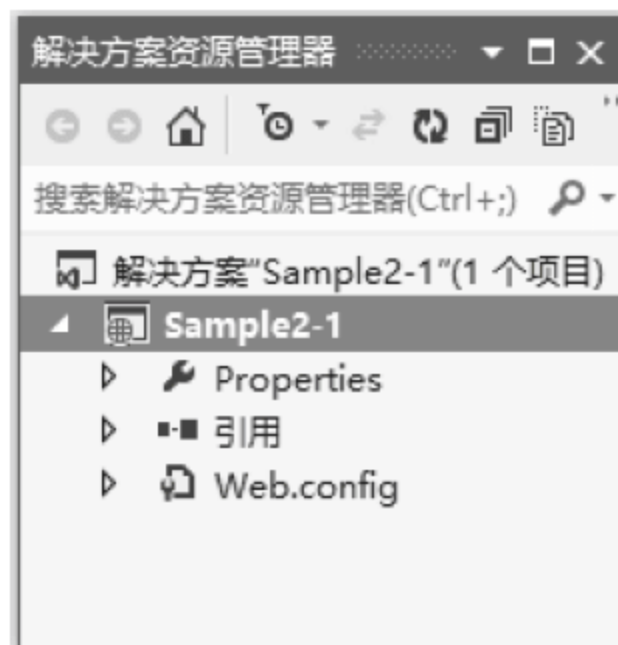 解决方案资源管理器
搜索解决方案资源管理器(Ctrl+;)
解决方案"Sample2-1"(1 个项目)
Sample2-1
Properties
引用
Web.config